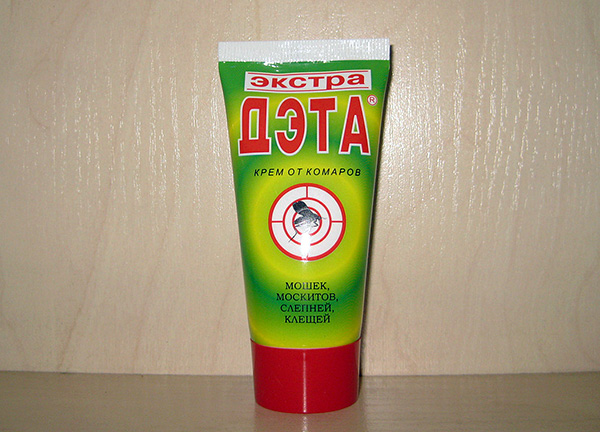 ЭКСТРА
ДЭТА®
КРЕМ ОТ КОМАРОВ
МОШЕК,
МОСКИТОВ,
СЛЕПНЕЙ,
КЛЕЩЕЙ